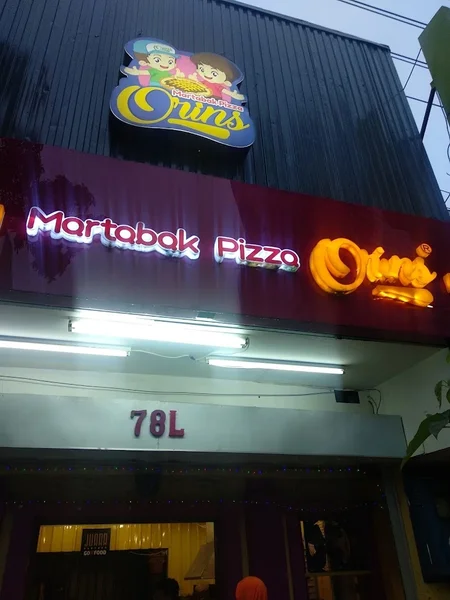 Martabak Pizza
Orins
Martabak Pizza Orins
®
78L